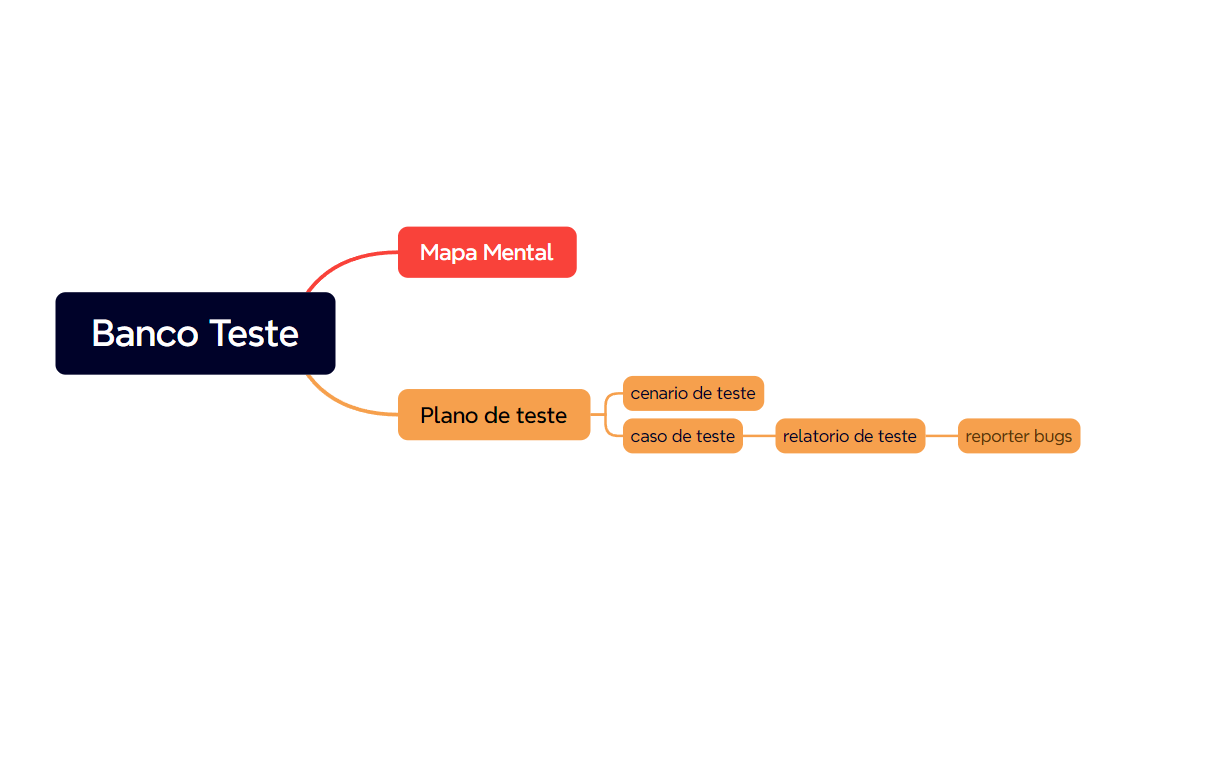 Mapa Mental
Banco Teste
Plano de teste
cenario de teste
caso de teste
relatorio de teste
reporter bugs